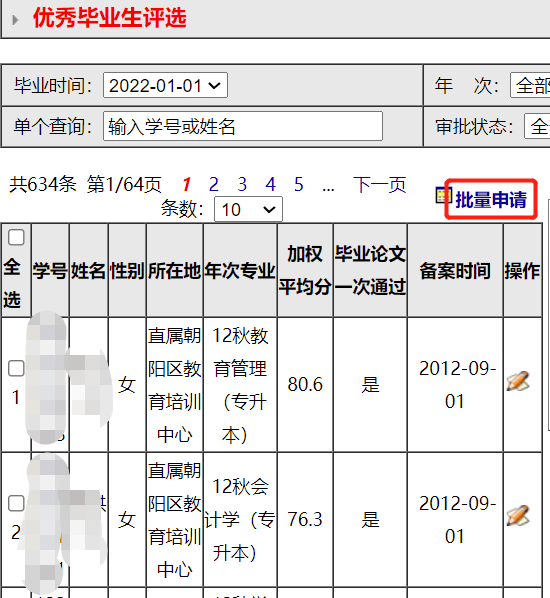 优秀毕业生评选
毕业时间: 2022-01-01 年 次: 全部
单个查询: 输入学号或姓名 审批状态: 全
共634条 第1/64页 1 2 3 4 5 ... 下一页
批量申请
条数: 10
全选 学号 姓名 性别 所在地 年次专业 加权平均分 毕业论文一次通过 备案时间 操作
1 女 直属朝阳区教育培训中心 12秋教育管理（专升本） 80.6 是 2012-09-01
2 女 直属朝阳区教育培训中心 12秋会计学（专升本） 76.3 是 2012-09-01